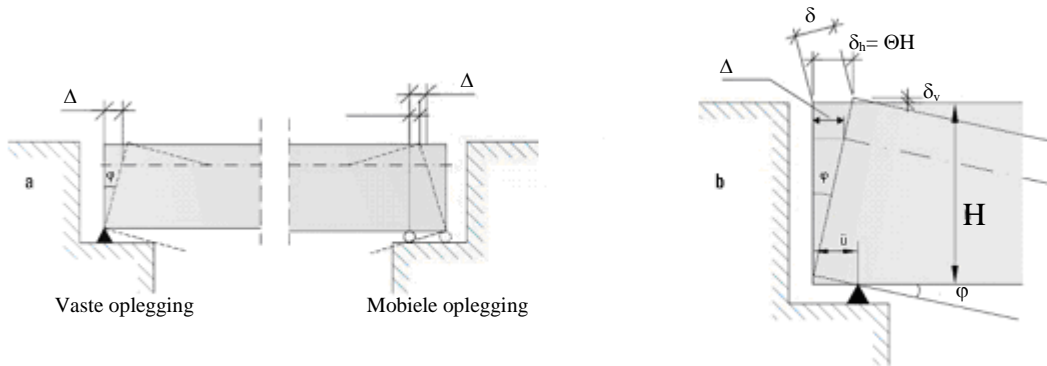 Δ
Δ
a
φ
Vaste oplegging
Mobiele oplegging
δ
δh= ΘH
Δ
δv
b
φ
H
ü
φ